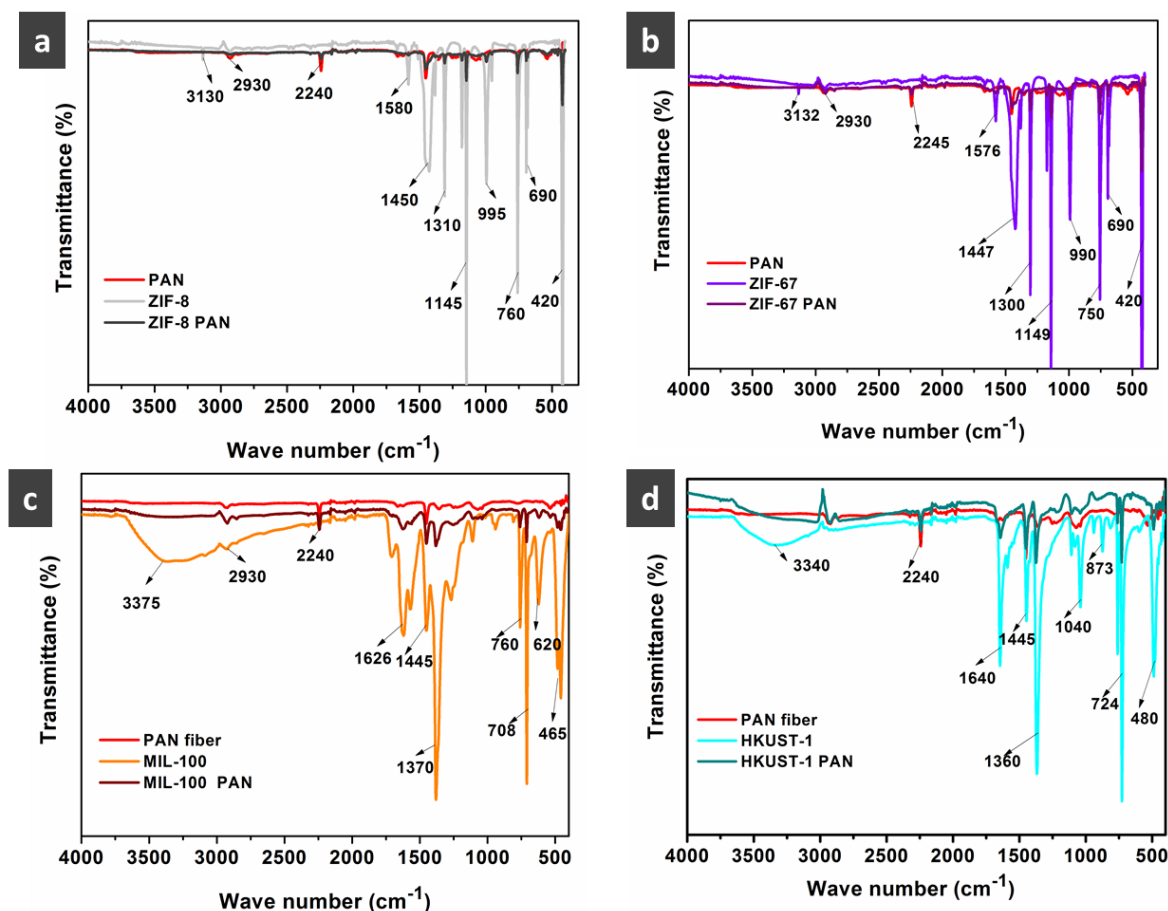 a
Transmittance (%)
3130
2930
2240
1580
1450
1310
1145
995
760
690
420
PAN
ZIF-8
ZIF-8 PAN
4000 3500 3000 2500 2000 1500 1000 500
Wave number (cm⁻¹)
b
Transmittance (%)
3132
2930
2245
1576
1447
1300
1149
990
750
690
420
PAN
ZIF-67
ZIF-67 PAN
4000 3500 3000 2500 2000 1500 1000 500
Wave number (cm⁻¹)
c
Transmittance (%)
3375
2930
2240
1626
1445
1370
760
708
620
465
PAN fiber
MIL-100
MIL-100 PAN
4000 3500 3000 2500 2000 1500 1000 500
Wave number (cm⁻¹)
d
Transmittance (%)
3340
2240
1640
1445
1360
1040
873
724
480
PAN fiber
HKUST-1
HKUST-1 PAN
4000 3500 3000 2500 2000 1500 1000 500
Wave number (cm⁻¹)